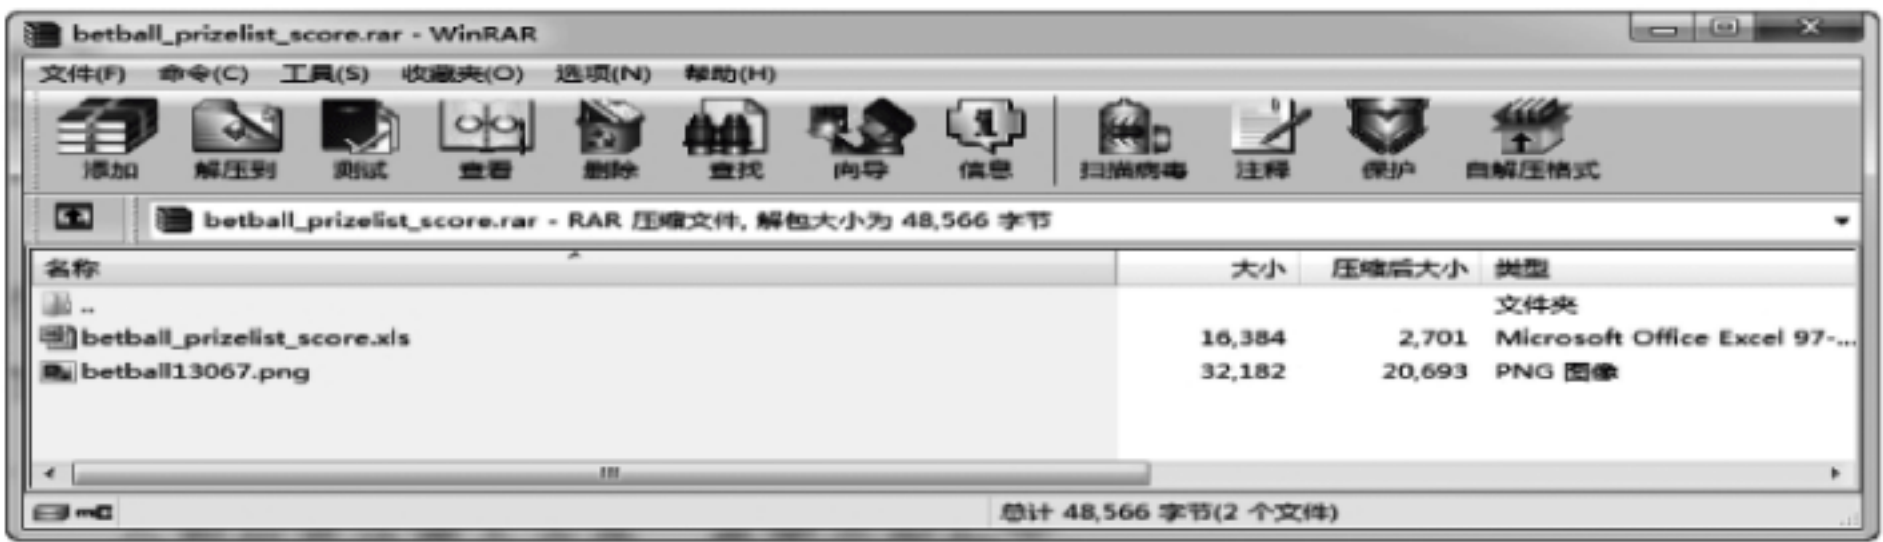 betball_prizelist_score.rar - WinRAR
文件(F) 命令(C) 工具(S) 收藏夹(O) 选项(N) 帮助(H)
添加 解压到 测试 查看 删除 查找 向导 信息 扫描病毒 注释 保护 自解压格式
betball_prizelist_score.rar - RAR 压缩文件, 解包大小为 48,566 字节
名称 大小 压缩后大小 类型
.. 文件夹
betball_prizelist_score.xls 16,384 2,701 Microsoft Office Excel 97-...
betball13067.png 32,182 20,693 PNG 图像
总计 48,566 字节(2 个文件)